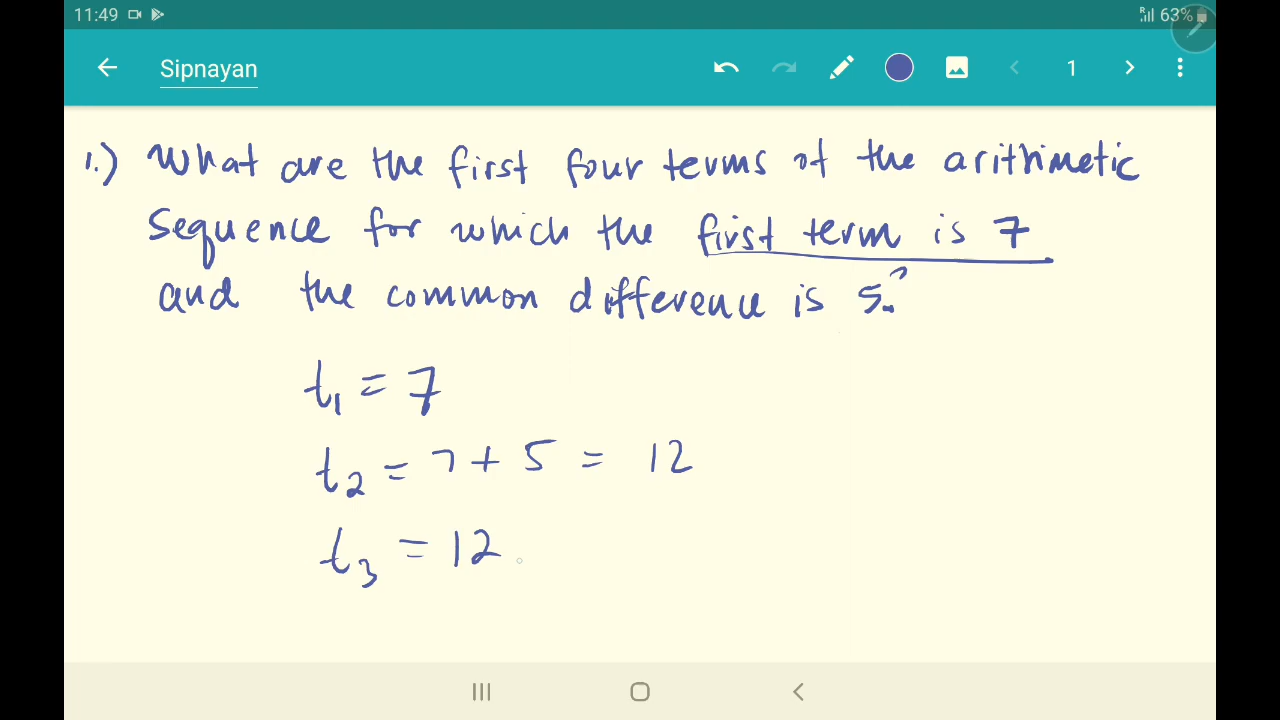 11:49
R 63%
Sipnayan
1
1.) What are the first four terms of the arithmetic
Sequence for which the first term is 7
and the common difference is 5.?
t₁ = 7
t₂ = 7 + 5 = 12
t₃ = 12